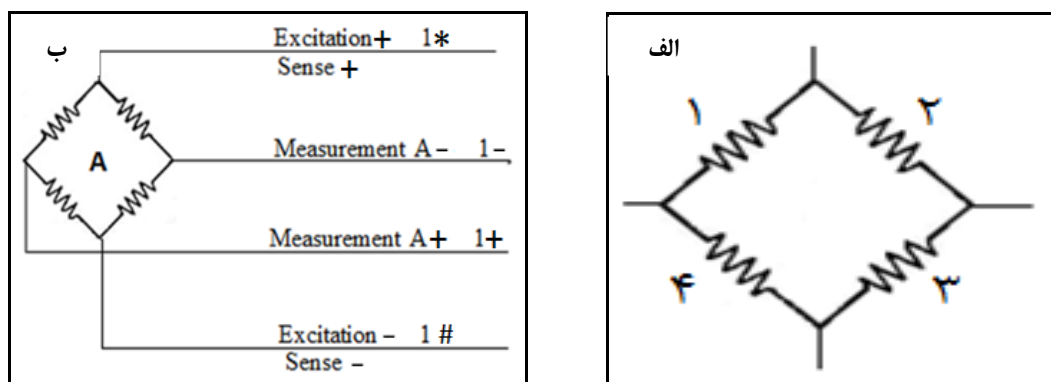 ب
Excitation+ 1*
Sense +
Measurement A- 1-
A
Measurement A+ 1+
Excitation - 1 #
Sense -
الف
۱
۲
۴
۳